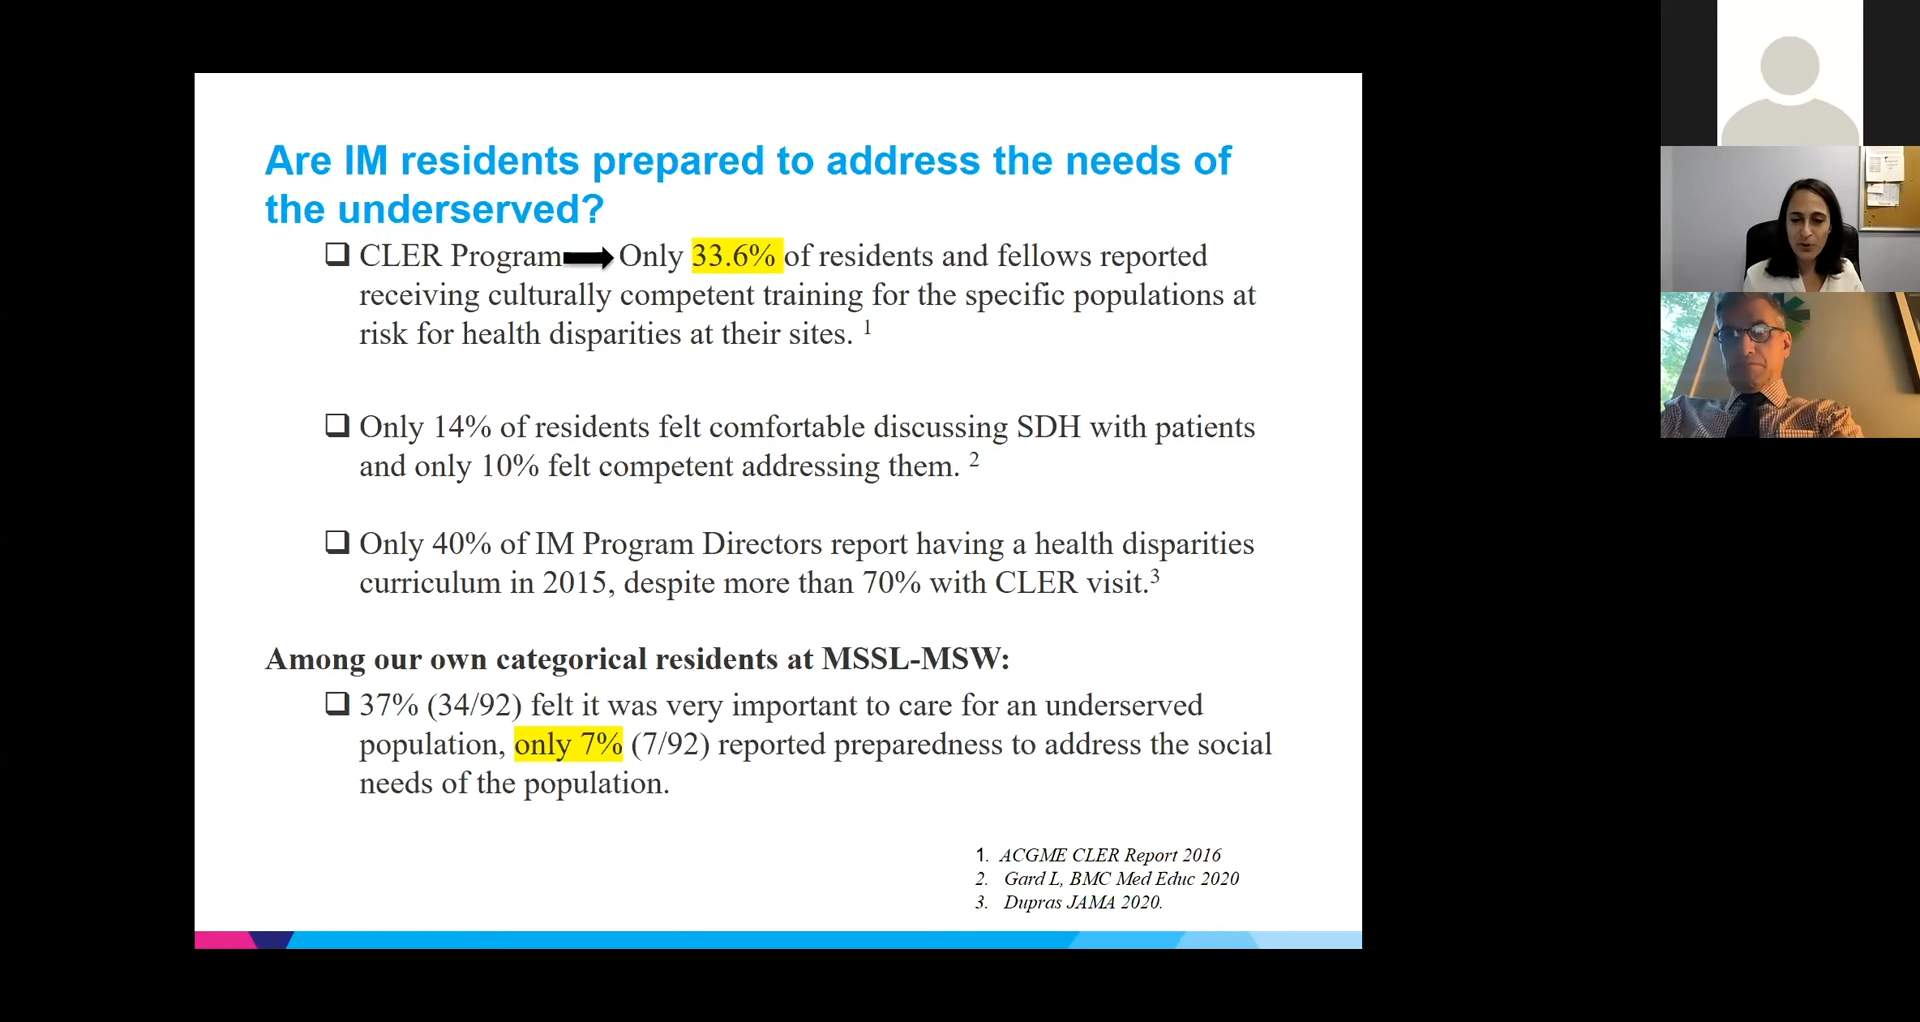 Are IM residents prepared to address the needs of
the underserved?
❑ CLER Program➡Only 33.6% of residents and fellows reported
receiving culturally competent training for the specific populations at
risk for health disparities at their sites. 1
❑ Only 14% of residents felt comfortable discussing SDH with patients
and only 10% felt competent addressing them. 2
❑ Only 40% of IM Program Directors report having a health disparities
curriculum in 2015, despite more than 70% with CLER visit.3
Among our own categorical residents at MSSL-MSW:
❑ 37% (34/92) felt it was very important to care for an underserved
population, only 7% (7/92) reported preparedness to address the social
needs of the population.
1. ACGME CLER Report 2016
2. Gard L, BMC Med Educ 2020
3. Dupras JAMA 2020.